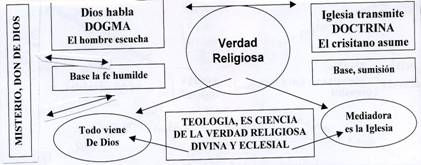 MISTERIO, DON DE DIOS
Dios habla
DOGMA
El hombre escucha
Base la fe humilde
Verdad
Religiosa
Iglesia transmite
DOCTRINA
El crisitano asume
Base, sumisión
Todo viene
De Dios
TEOLOGIA, ES CIENCIA
DE LA VERDAD RELIGIOSA
DIVINA Y ECLESIAL
Mediadora
es la Iglesia